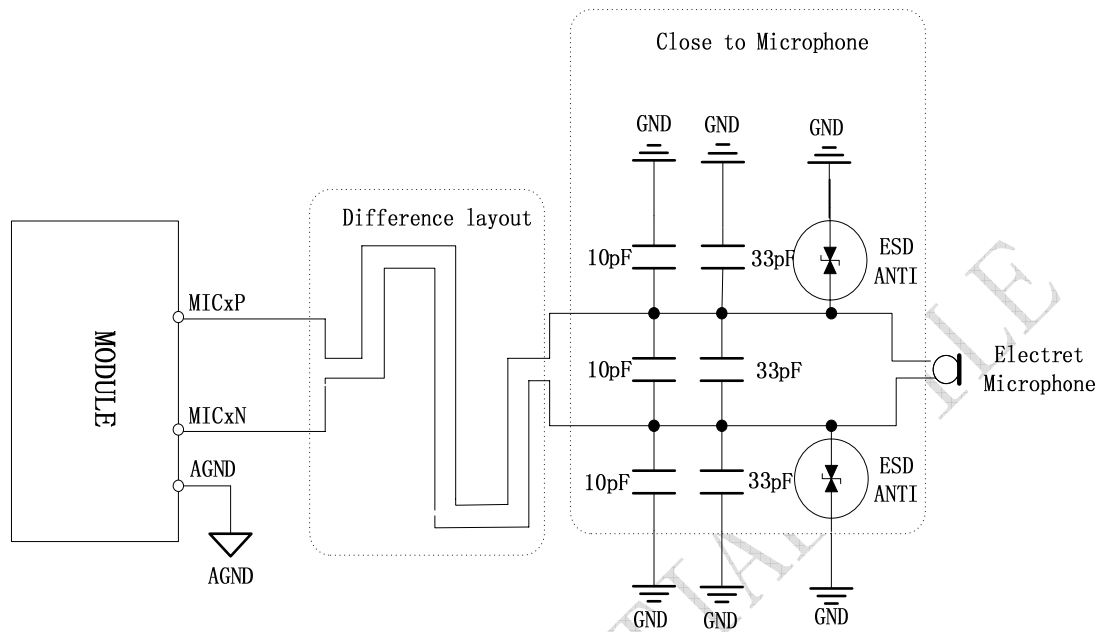 Close to Microphone
GND
GND
GND
Difference layout
10pF
33pF
ESD
ANTI
MICxP
MODULE
10pF
33pF
Electret
Microphone
MICxN
AGND
10pF
33pF
ESD
ANTI
AGND
GND
GND
GND